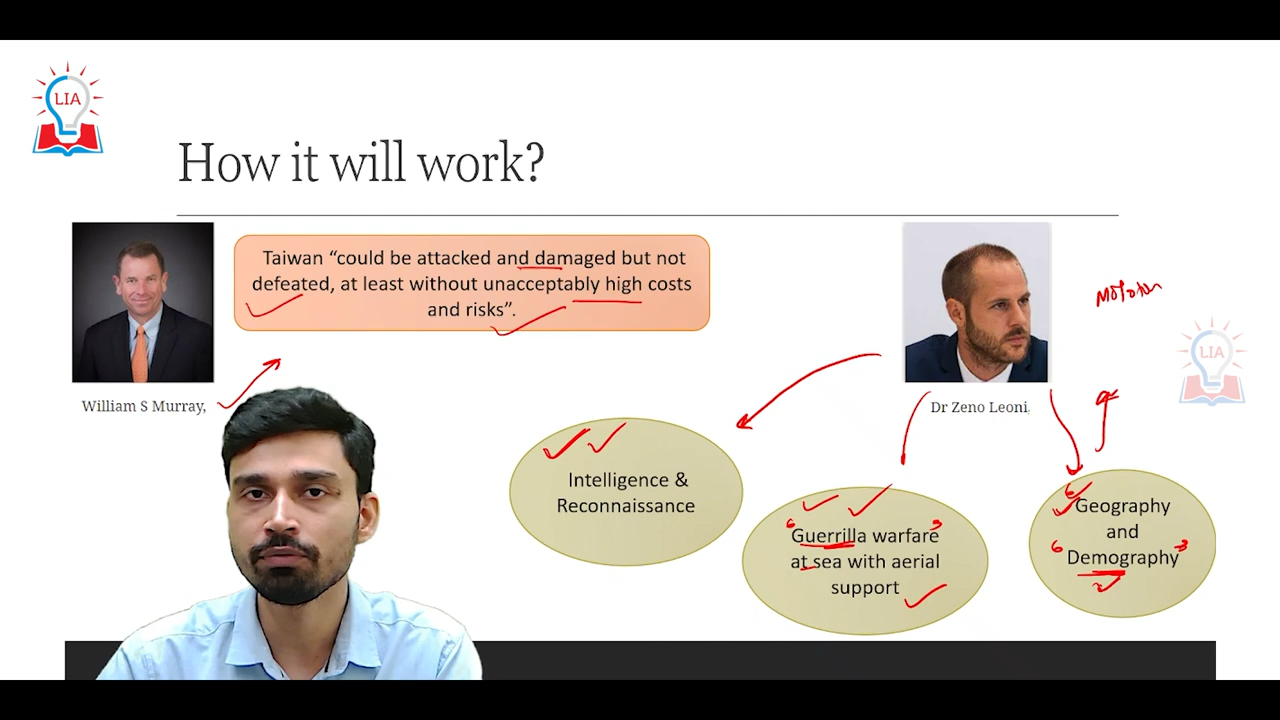 LIA
How it will work?
Taiwan “could be attacked and damaged but not
defeated, at least without unacceptably high costs
and risks”.
William S Murray,
Dr Zeno Leoni,
LIA
Intelligence &
Reconnaissance
Guerrilla warfare
at sea with aerial
support
Geography
and
Demography